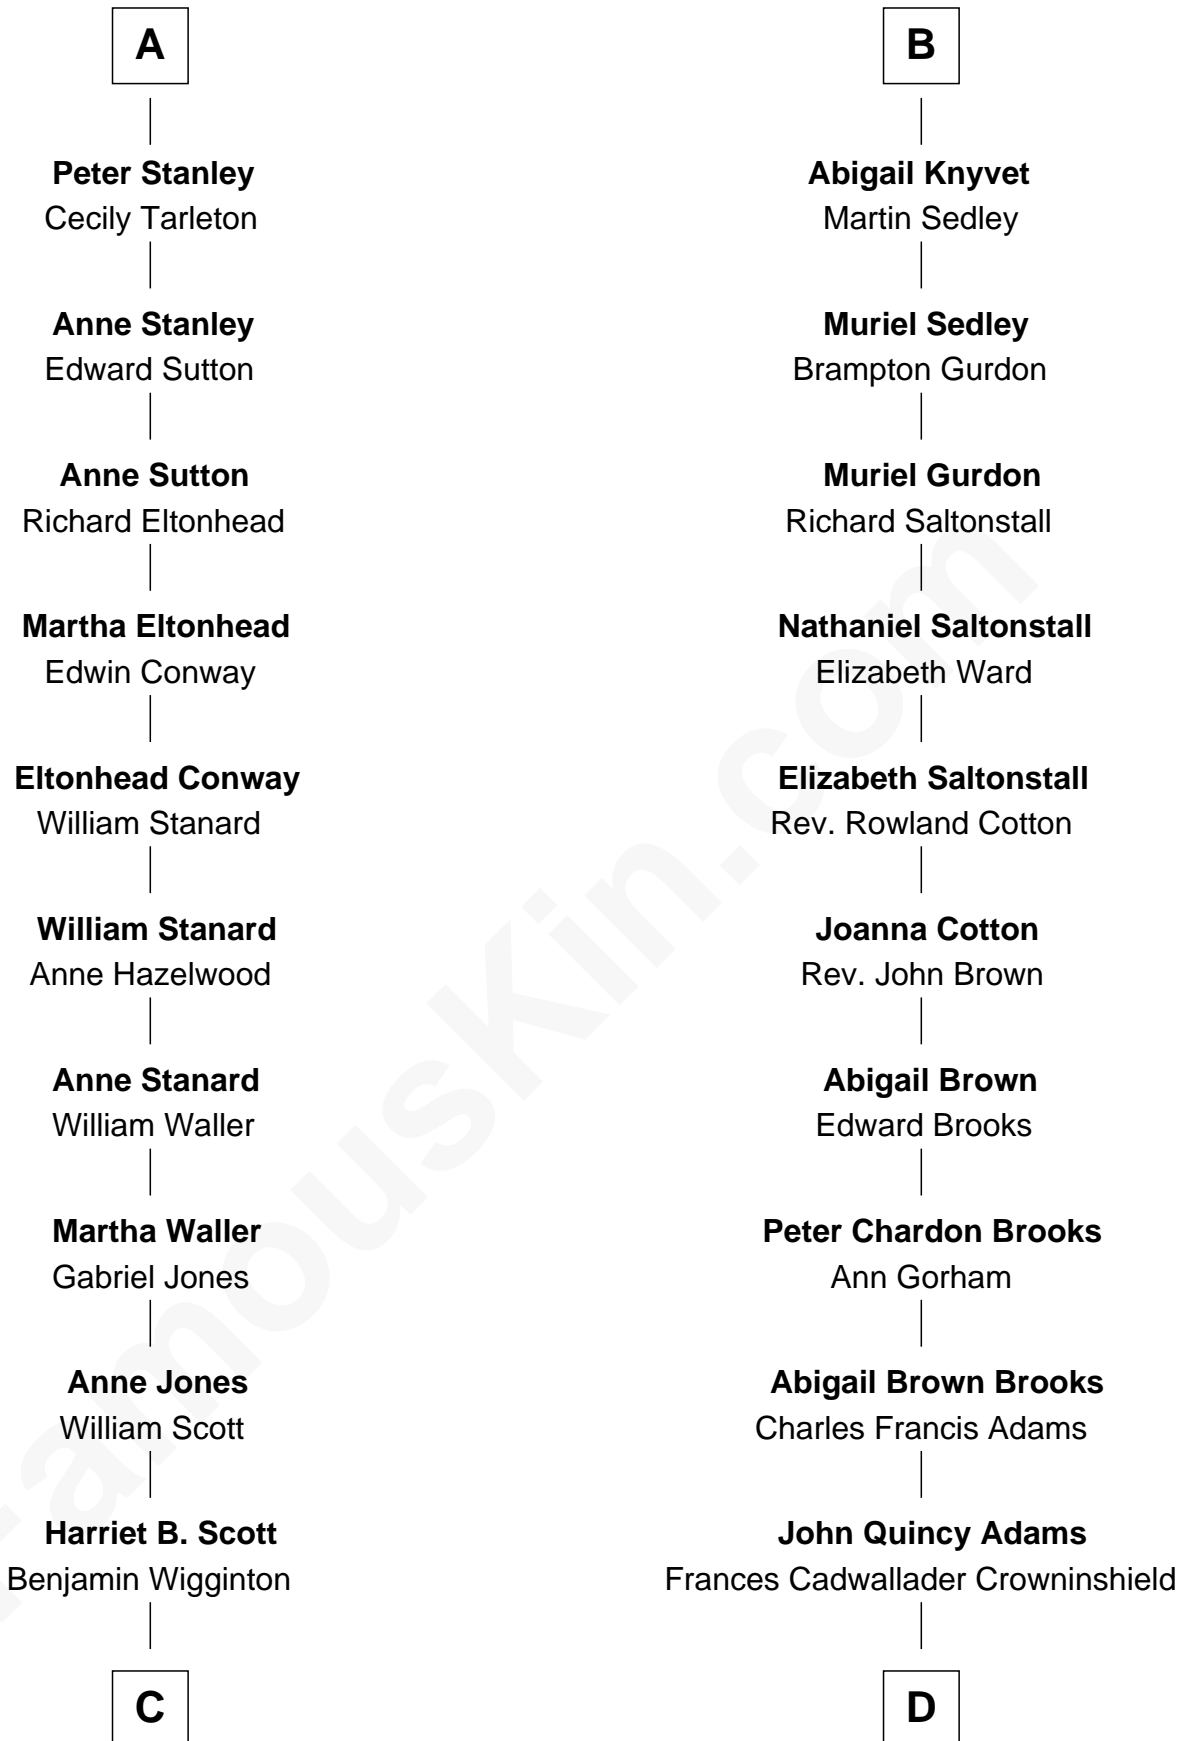 A
Peter Stanley
Cecily Tarleton
Anne Stanley
Edward Sutton
Anne Sutton
Richard Eltonhead
Martha Eltonhead
Edwin Conway
Eltonhead Conway
William Stanard
William Stanard
Anne Hazelwood
Anne Stanard
William Waller
Martha Waller
Gabriel Jones
Anne Jones
William Scott
Harriet B. Scott
Benjamin Wigginton
C
B
Abigail Knyvet
Martin Sedley
Muriel Sedley
Brampton Gurdon
Muriel Gurdon
Richard Saltonstall
Nathaniel Saltonstall
Elizabeth Ward
Elizabeth Saltonstall
Rev. Rowland Cotton
Joanna Cotton
Rev. John Brown
Abigail Brown
Edward Brooks
Peter Chardon Brooks
Ann Gorham
Abigail Brown Brooks
Charles Francis Adams
John Quincy Adams
Frances Cadwallader Crowninshield
D
FamousKin.com